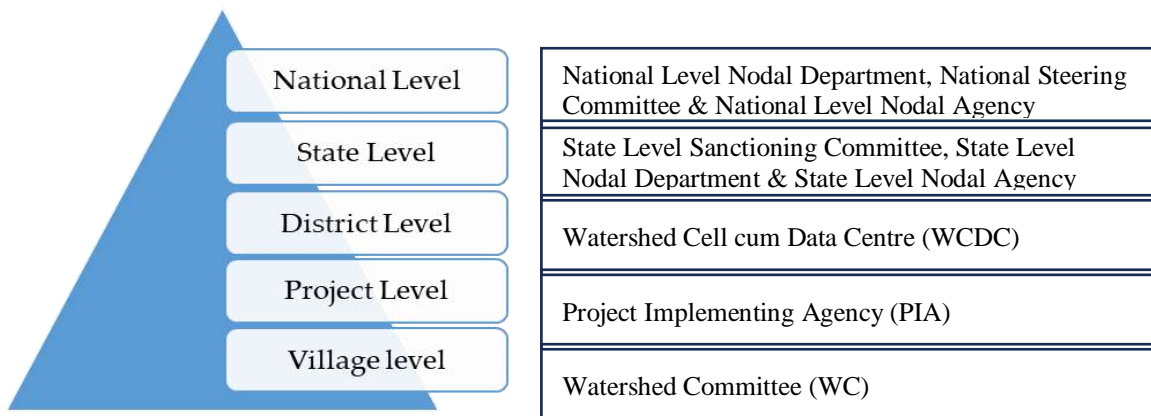 National Level
National Level Nodal Department, National Steering
Committee & National Level Nodal Agency
State Level
State Level Sanctioning Committee, State Level
Nodal Department & State Level Nodal Agency
District Level
Watershed Cell cum Data Centre (WCDC)
Project Level
Project Implementing Agency (PIA)
Village level
Watershed Committee (WC)